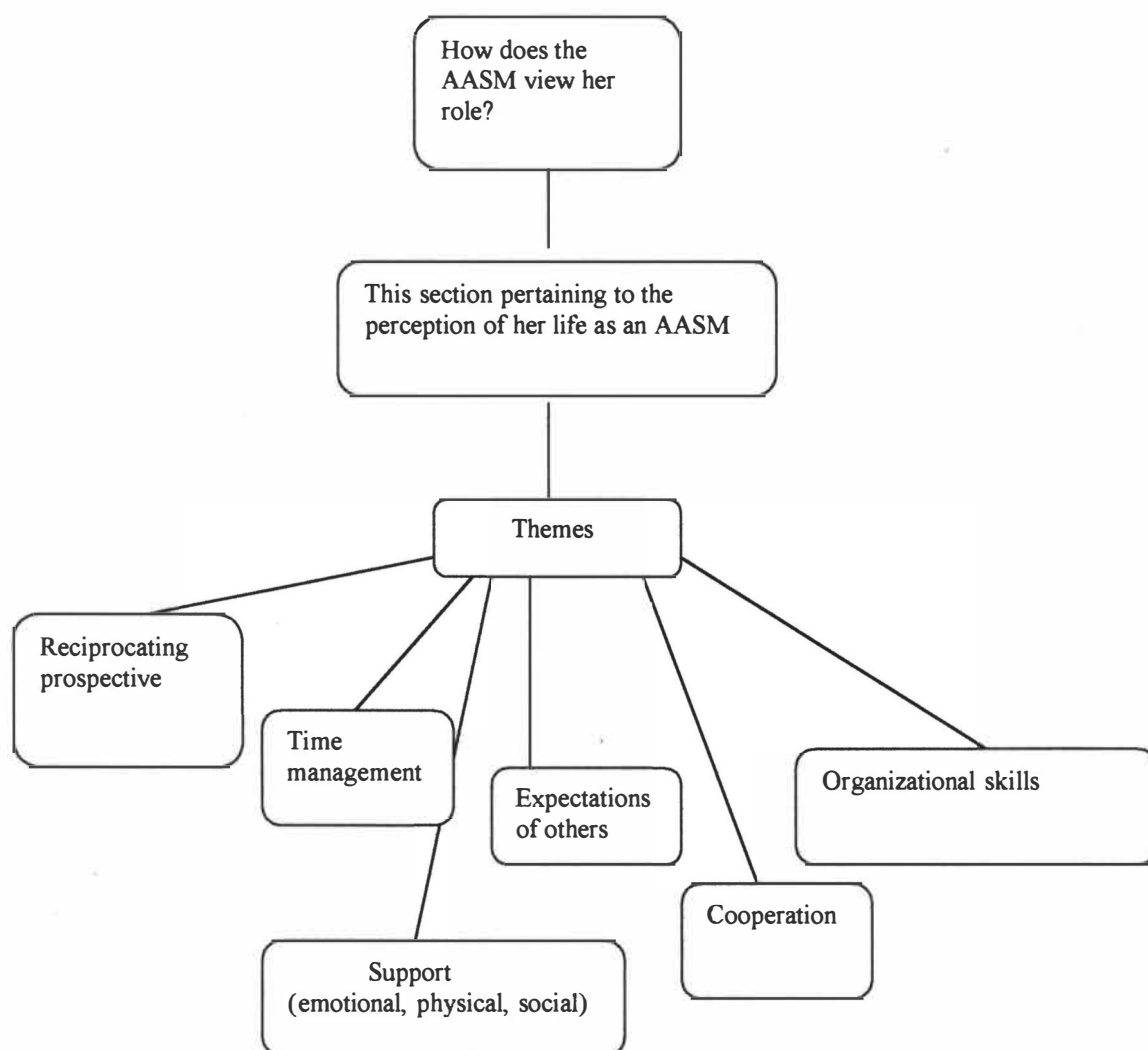 How does the
AASM view her
role?
This section pertaining to the
perception of her life as an AASM
Themes
Reciprocating
prospective
Time
management
Expectations
of others
Organizational skills
Cooperation
Support
(emotional, physical, social)